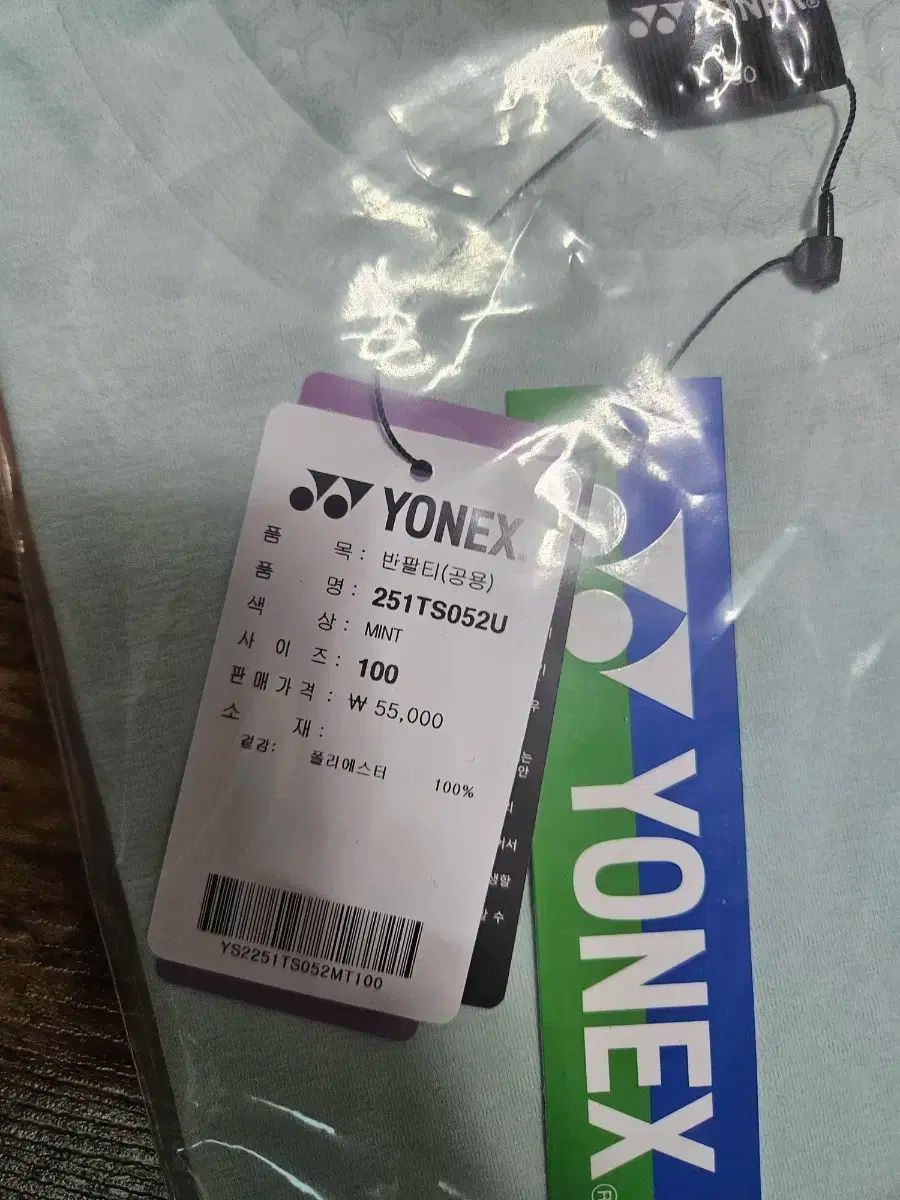 YONEX®
YONEX®
품 목 : 반팔티(공용)
품 명 : 251TS052U
색 상 : MINT
사 이 즈 : 100
판 매 가 격 : ₩ 55,000
소 재 :
겉감: 폴리에스터 100%
YS2251TS052MT100
YONEX®